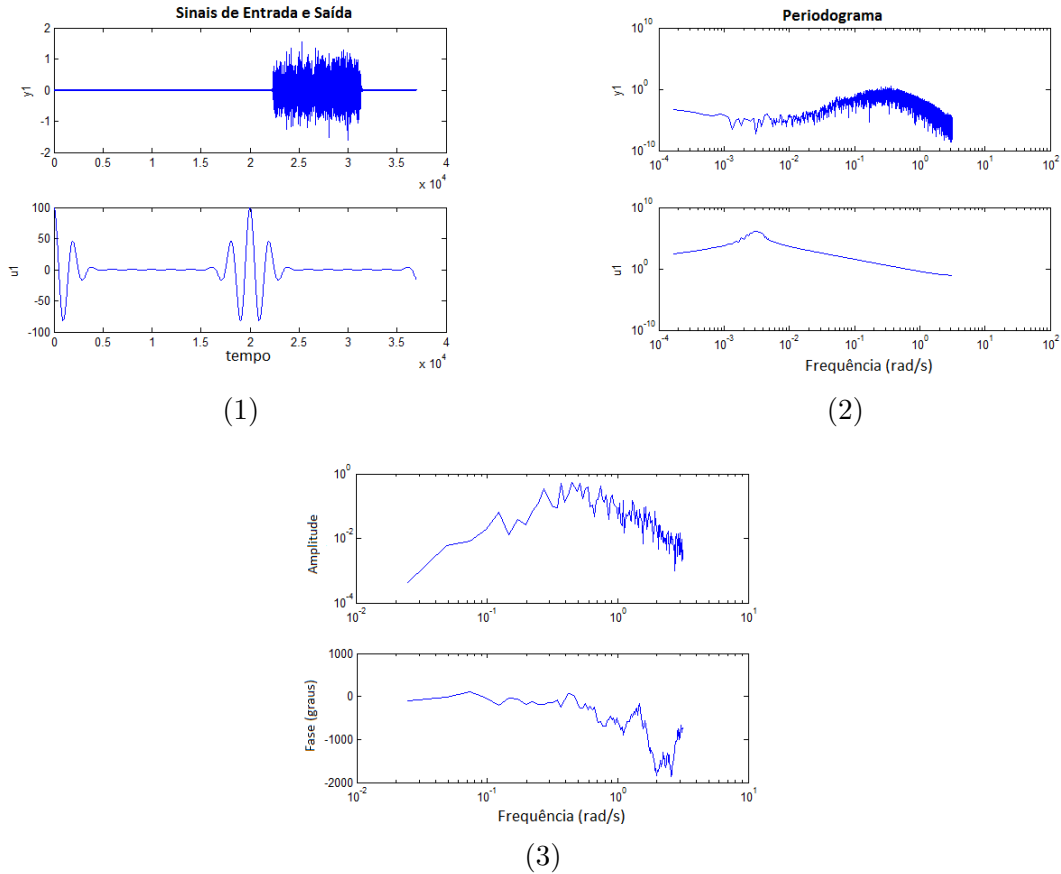 Sinais de Entrada e Saída
2
1
0
-1
-2
y1
0 0.5 1 1.5 2 2.5 3 3.5 4
x 10^4
100
50
0
-50
-100
u1
0 0.5 1 1.5 2 2.5 3 3.5 4
tempo
x 10^4
(1)
Periodograma
10^10
10^0
10^-10
y1
10^-4 10^-3 10^-2 10^-1 10^0 10^1 10^2
10^10
10^0
10^-10
u1
10^-4 10^-3 10^-2 10^-1 10^0 10^1 10^2
Frequência (rad/s)
(2)
10^0
10^-2
10^-4
Amplitude
10^-2 10^-1 10^0 10^1
1000
0
-1000
-2000
Fase (graus)
10^-2 10^-1 10^0 10^1
Frequência (rad/s)
(3)